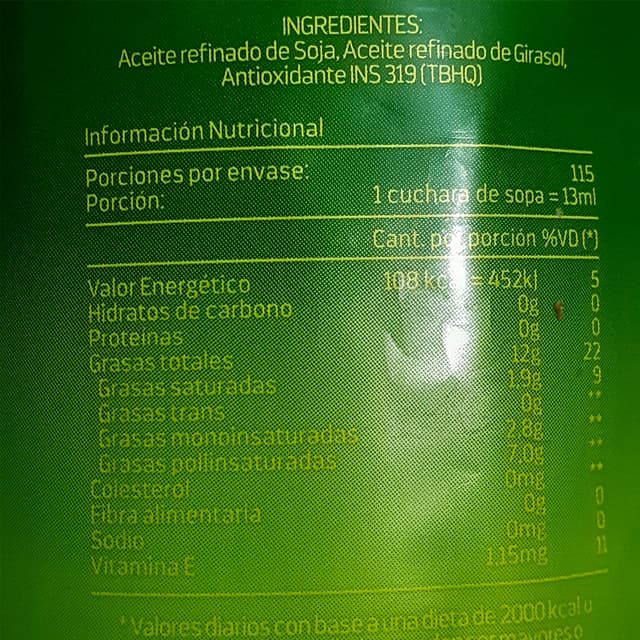 INGREDIENTES:
Aceite refinado de Soja, Aceite refinado de Girasol,
Antioxidante INS 319 (TBHQ)
Información Nutricional
Porciones por envase: 115
Porción: 1 cuchara de sopa = 13ml
Cant. por porción %VD (*)
Valor Energético 108 kcal = 452kJ 5
Hidratos de carbono 0g 0
Proteínas 0g 0
Grasas totales 12g 22
Grasas saturadas 1,9g 9
Grasas trans 0g **
Grasas monoinsaturadas 2,8g **
Grasas poliinsaturadas 7,0g **
Colesterol 0mg **
Fibra alimentaria 0g 0
Sodio 0mg 0
Vitamina E 1,15mg 11
* Valores diarios con base a una dieta de 2000 kcal u